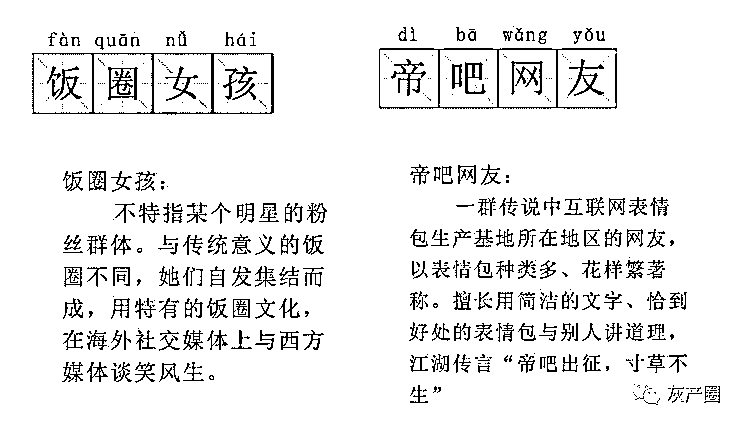 fàn quān nǚ hái
饭圈女孩
饭圈女孩：
不特指某个明星的粉
丝群体。与传统意义的饭
圈不同，她们自发集结而
成，用特有的饭圈文化，
在海外社交媒体上与西方
媒体谈笑风生。
dì bā wǎng yǒu
帝吧网友
帝吧网友：
一群传说中互联网表情
包生产基地所在地区的网友，
以表情包种类多、花样繁著
称。擅长用简洁的文字、恰到
好处的表情包与别人讲道理，
江湖传言“帝吧出征，寸草不
生”
灰产圈